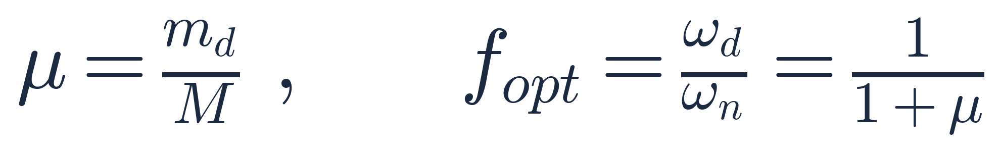 μ = m_d / M , f_opt = ω_d / ω_n = 1 / (1 + μ)